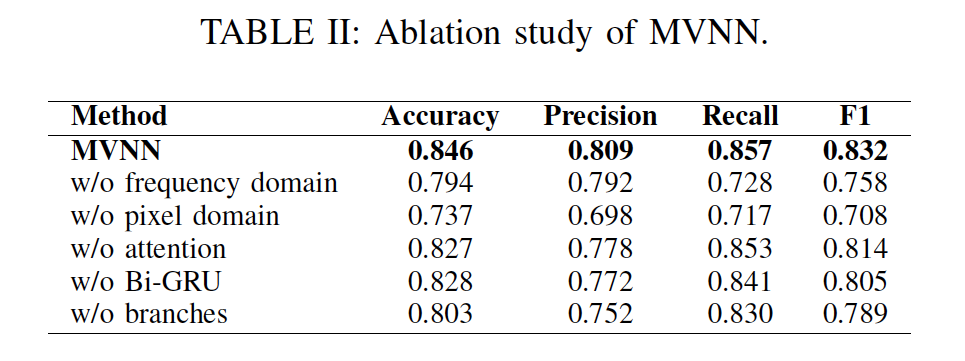 TABLE II: Ablation study of MVNN.
Method Accuracy Precision Recall F1
MVNN 0.846 0.809 0.857 0.832
w/o frequency domain 0.794 0.792 0.728 0.758
w/o pixel domain 0.737 0.698 0.717 0.708
w/o attention 0.827 0.778 0.853 0.814
w/o Bi-GRU 0.828 0.772 0.841 0.805
w/o branches 0.803 0.752 0.830 0.789